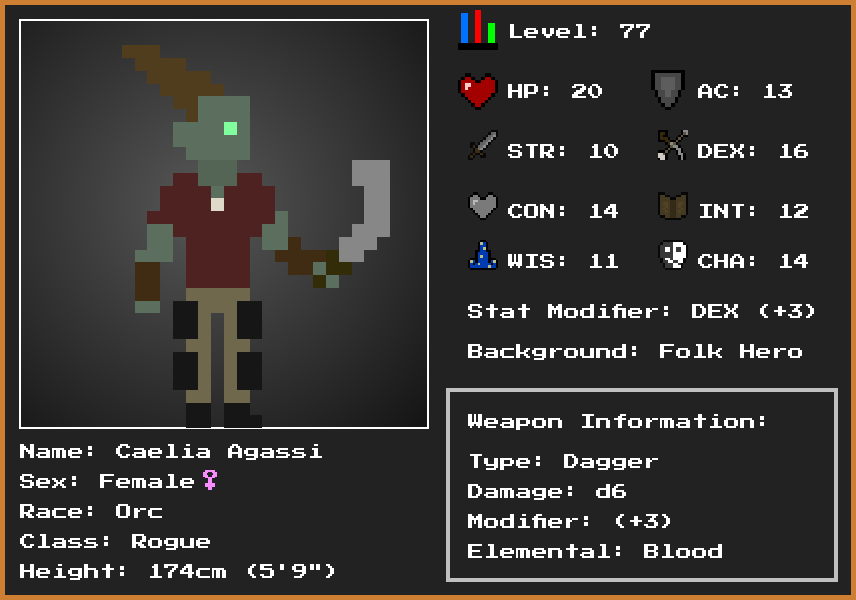 Level: 77
HP: 20 AC: 13
STR: 10 DEX: 16
CON: 14 INT: 12
WIS: 11 CHA: 14
Stat Modifier: DEX (+3)
Background: Folk Hero
Weapon Information:
Type: Dagger
Damage: d6
Modifier: (+3)
Elemental: Blood
Name: Caelia Agassi
Sex: Female♀
Race: Orc
Class: Rogue
Height: 174cm (5'9")